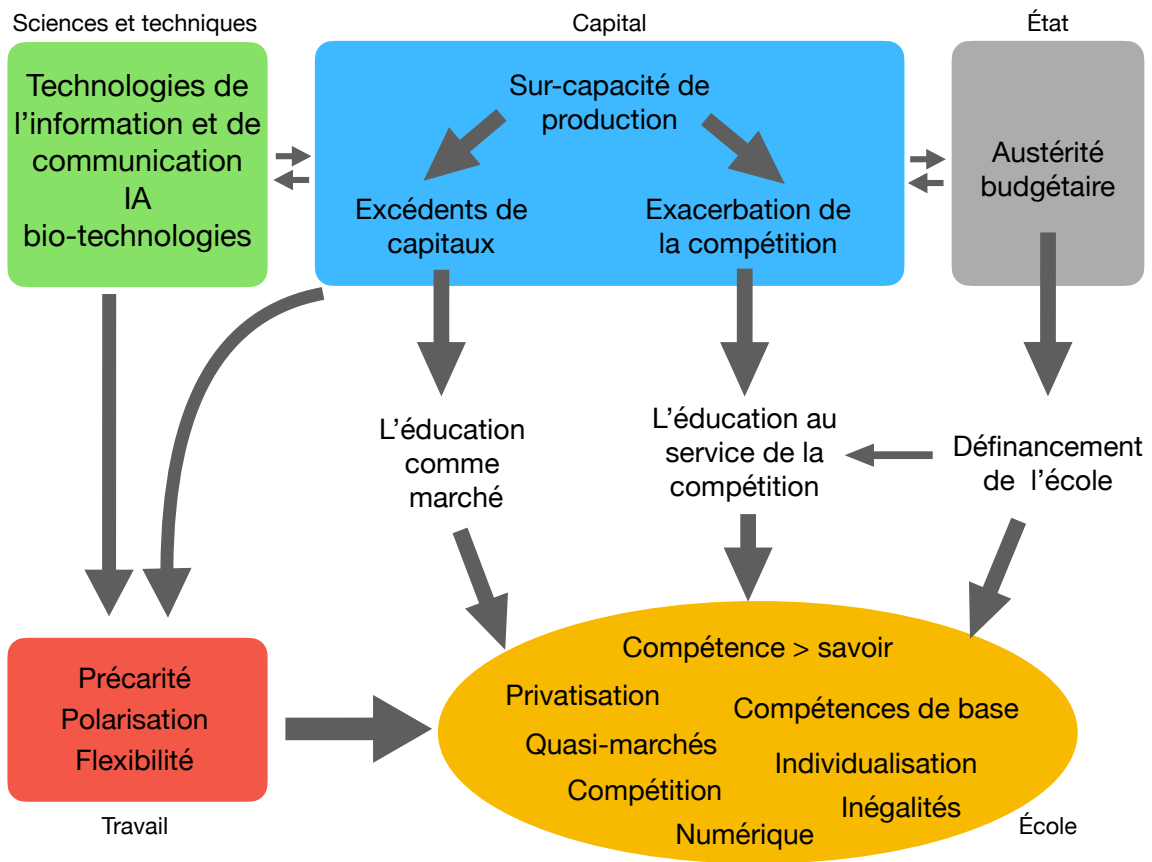 Sciences et techniques
Capital
État
Technologies de
l'information et de
communication
IA
bio-technologies
Sur-capacité de
production
Excédents de
capitaux
Exacerbation de
la compétition
Austérité
budgétaire
L'éducation
comme
marché
L'éducation au
service de la
compétition
Définancement
de l'école
Précarité
Polarisation
Flexibilité
Travail
Compétence > savoir
Privatisation
Compétences de base
Quasi-marchés
Individualisation
Compétition
Inégalités
Numérique
École